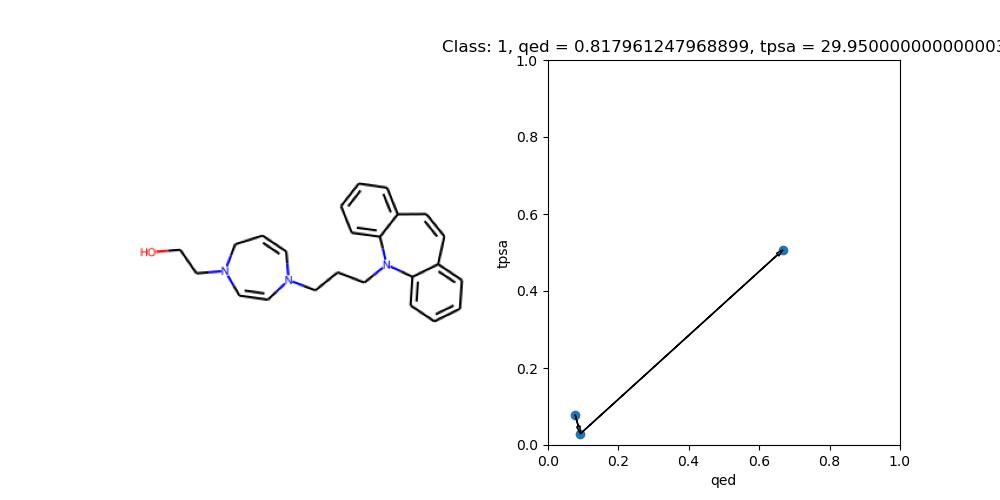 Class: 1, qed = 0.817961247968899, tpsa = 29.950000000000003
1.0
0.8
0.6
tpsa
0.4
0.2
0.0
0.0 0.2 0.4 0.6 0.8 1.0
qed
N
HO
N
N